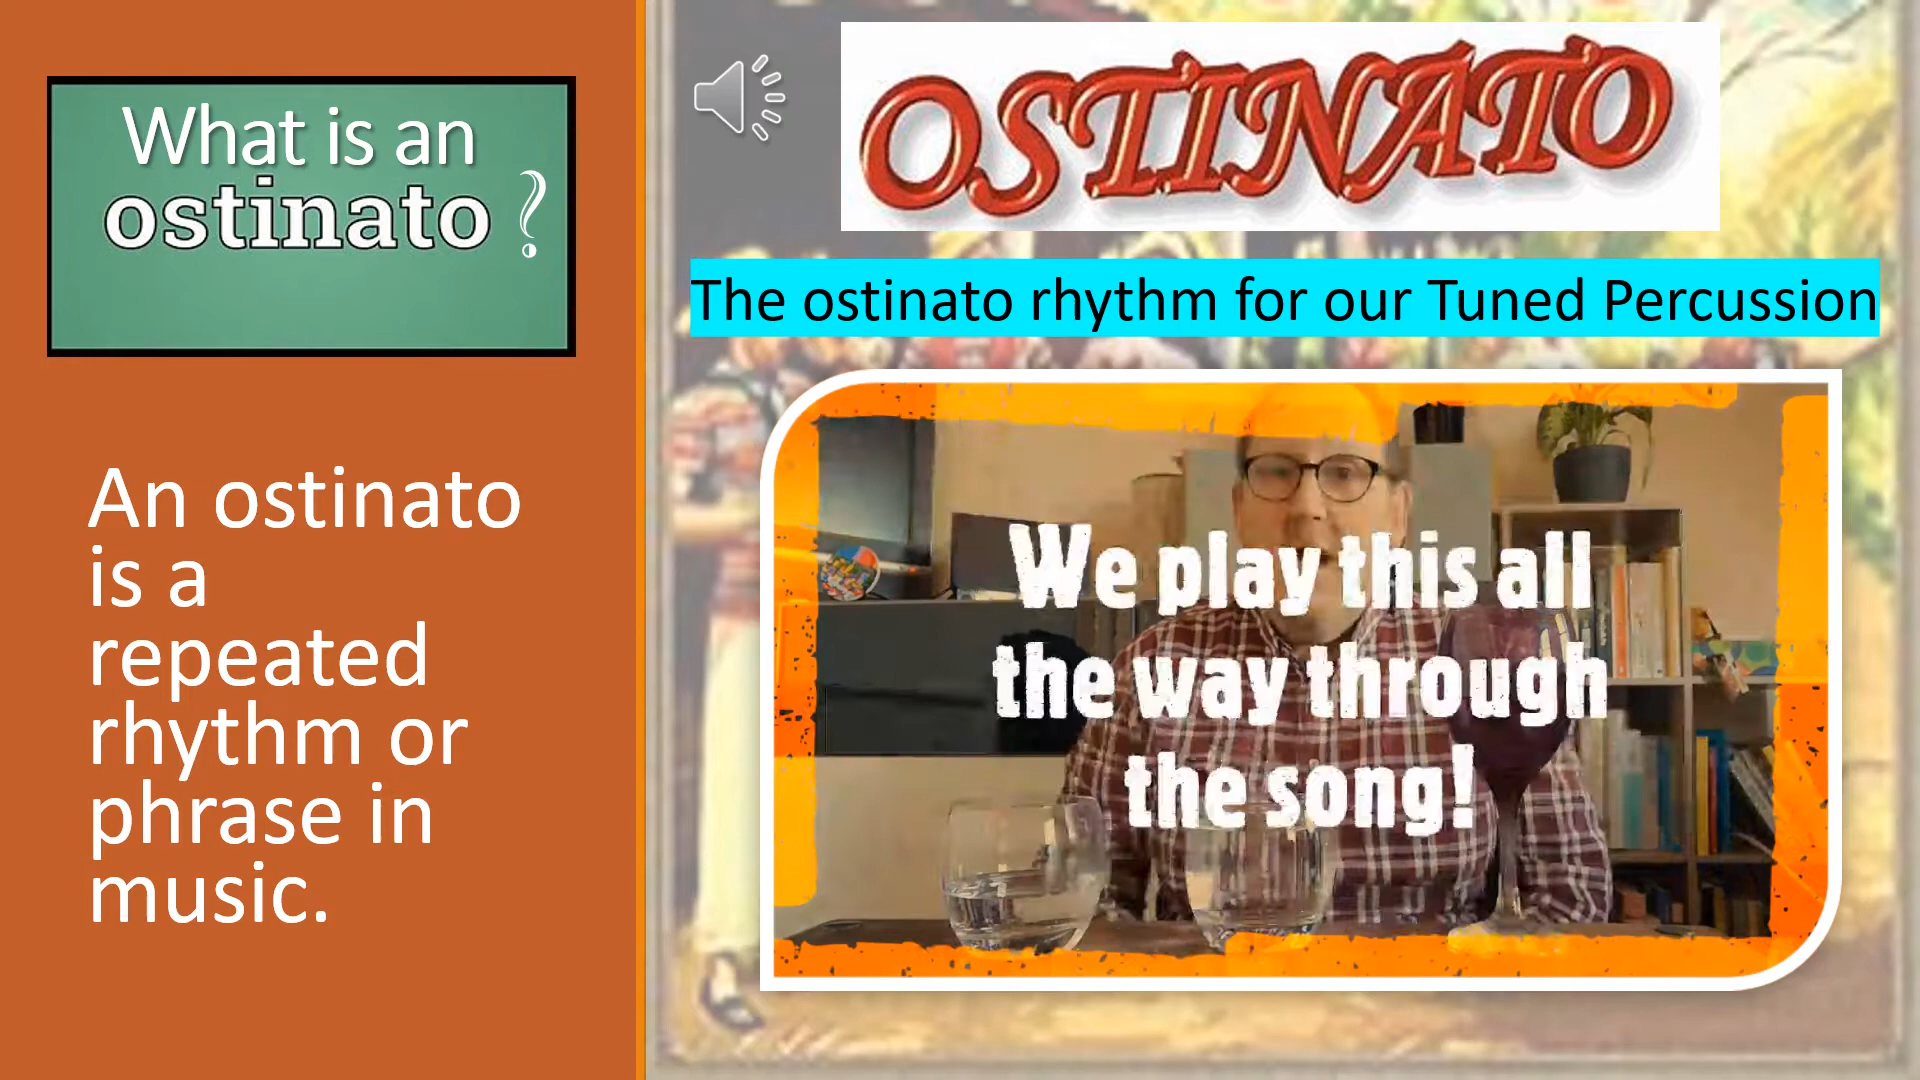 What is an
ostinato?
An ostinato
is a
repeated
rhythm or
phrase in
music.
OSTINATO
The ostinato rhythm for our Tuned Percussion
We play this all
the way through
the song!